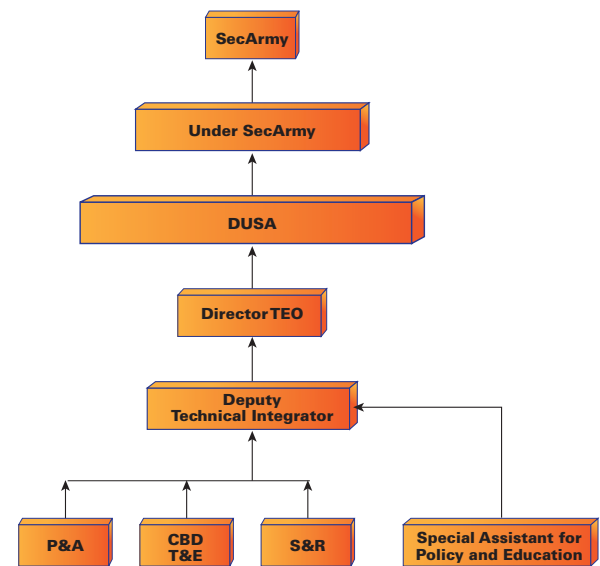 SecArmy
Under SecArmy
DUSA
Director TEO
Deputy
Technical Integrator
P&A
CBD
T&E
S&R
Special Assistant for
Policy and Education